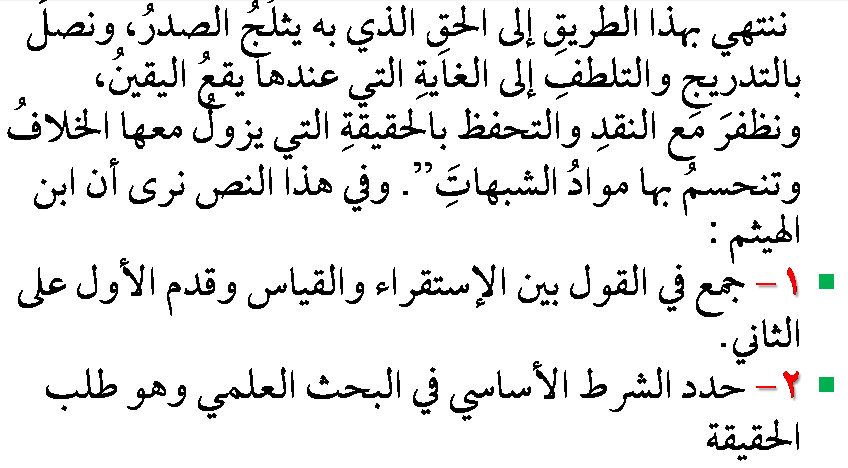 ننتهي بهذا الطريقِ إلى الحقِ الذي به يثلَجُ الصدرُ، ونصلَ
بالتدريجِ والتلطفِ إلى الغايةِ التي عندها يقعُ اليقينُ،
ونظفرَ مَع النقدِ والتحفظ بالحقيقةِ التي يزولُ معها الخلافُ
وتنحسمُ بها موادُ الشبهاتَِ”. وفي هذا النص نرى أن ابن
الهيثم :
▪ ١ – جمع في القول بين الإستقراء والقياس وقدم الأول على
الثاني.
▪ ٢ – حدد الشرط الأساسي في البحث العلمي وهو طلب
الحقيقة